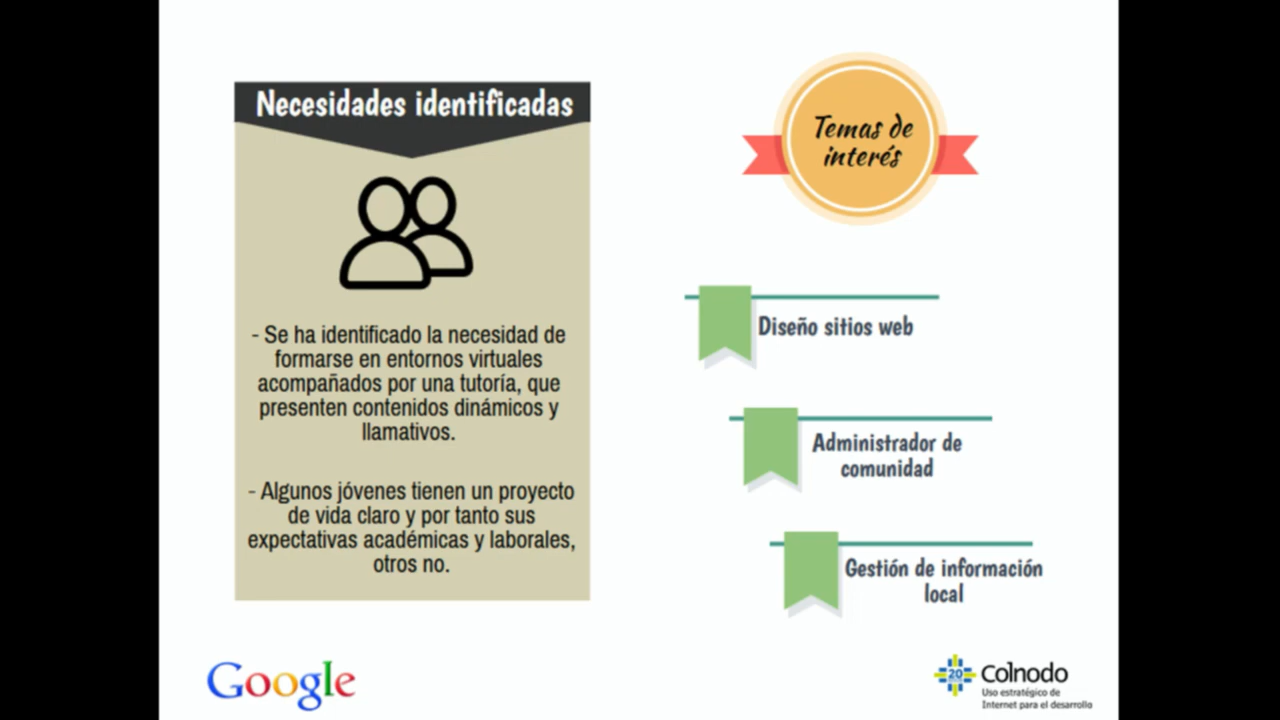 Necesidades identificadas
- Se ha identificado la necesidad de
formarse en entornos virtuales
acompañados por una tutoría, que
presenten contenidos dinámicos y
llamativos.
- Algunos jóvenes tienen un proyecto
de vida claro y por tanto sus
expectativas académicas y laborales,
otros no.
Temas de
interés
Diseño sitios web
Administrador de
comunidad
Gestión de información
local
Google
20
Colnodo
Uso estratégico de
Internet para el desarrollo